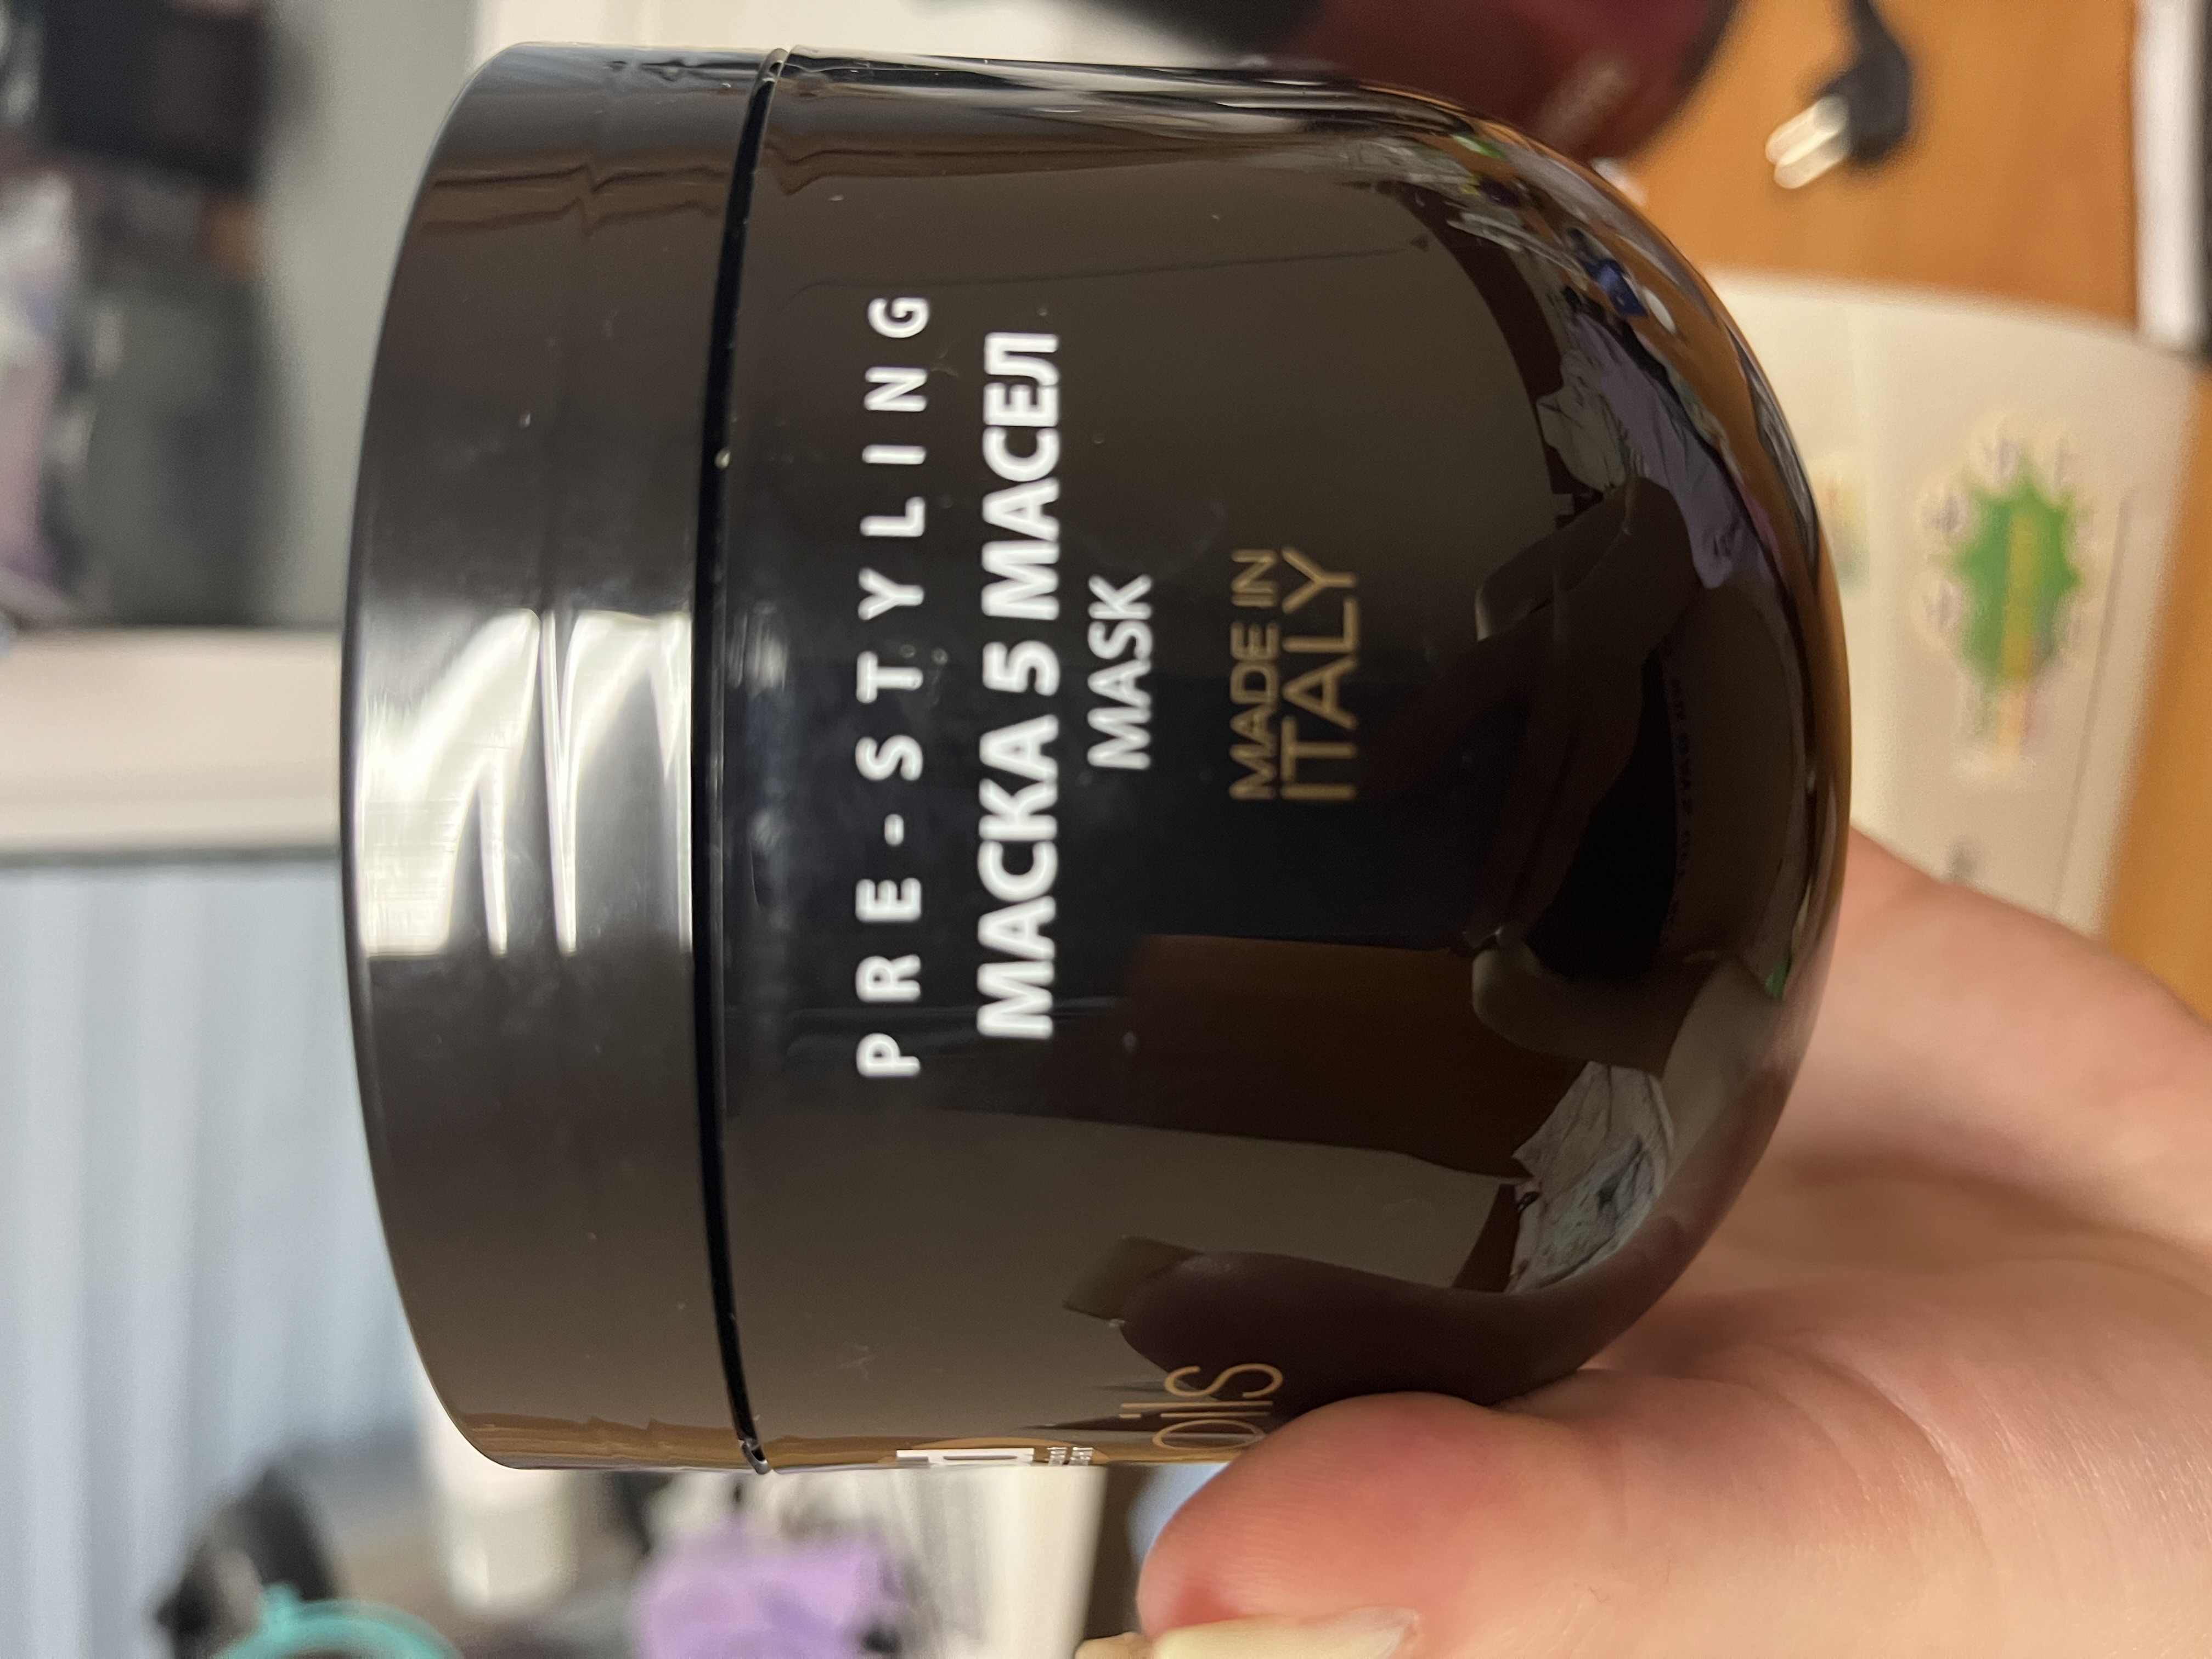 PRE-STYLING
МАСКА 5 МАСЕЛ
MASK
MADE IN
ITALY
oils